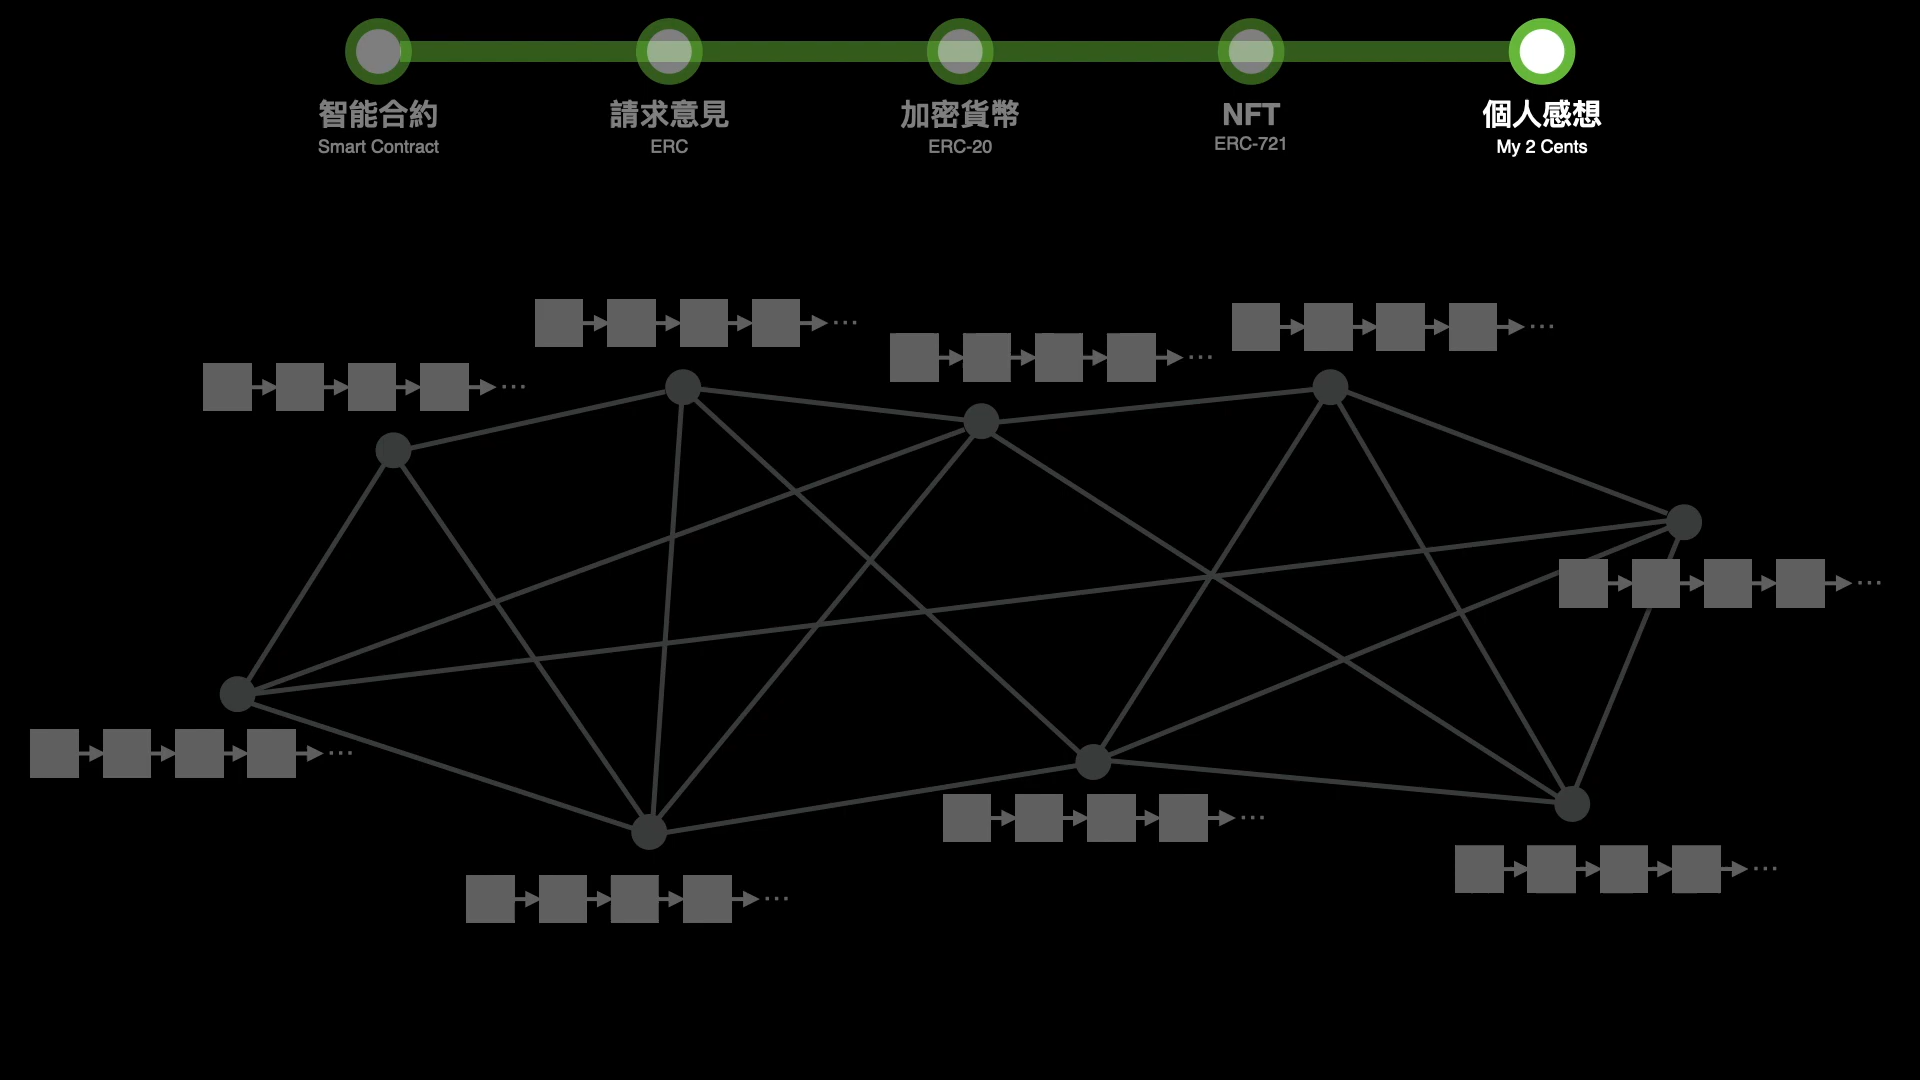 智能合約
Smart Contract
請求意見
ERC
加密貨幣
ERC-20
NFT
ERC-721
個人感想
My 2 Cents